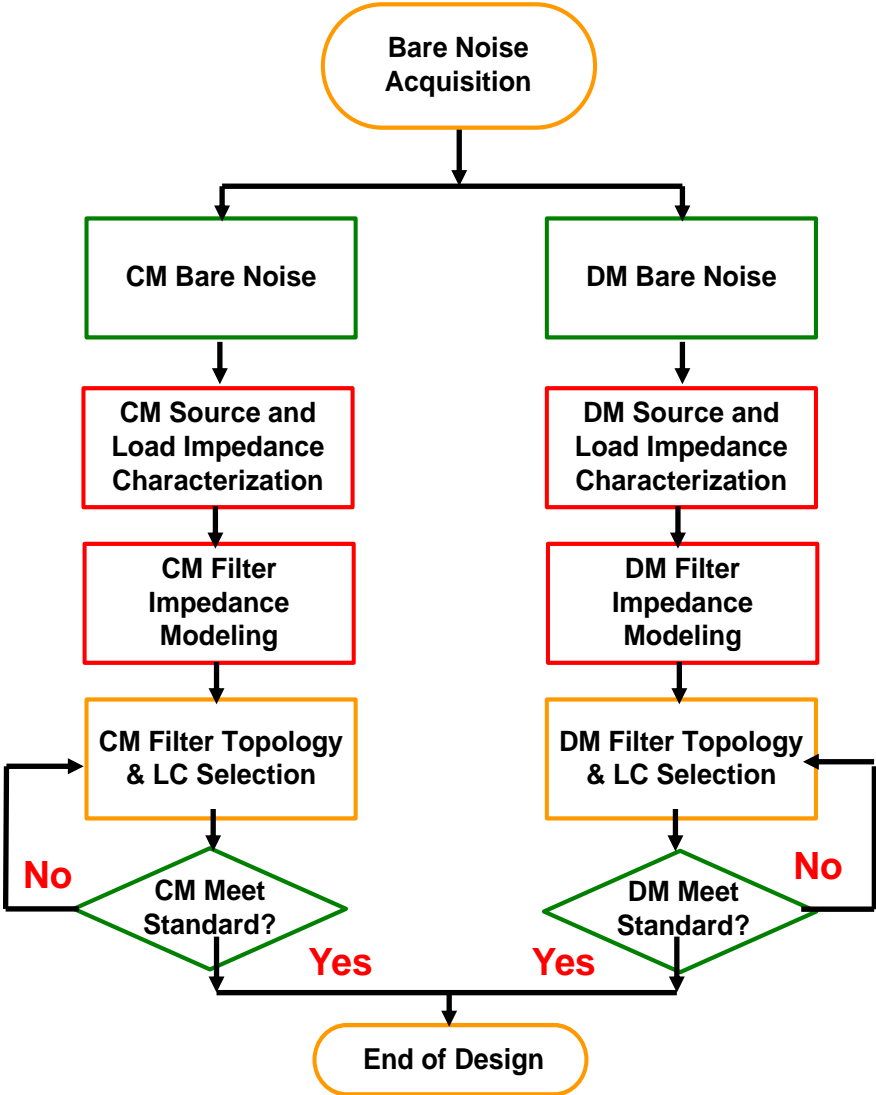 Bare Noise
Acquisition
CM Bare Noise
DM Bare Noise
CM Source and
Load Impedance
Characterization
DM Source and
Load Impedance
Characterization
CM Filter
Impedance
Modeling
DM Filter
Impedance
Modeling
CM Filter Topology
& LC Selection
DM Filter Topology
& LC Selection
No
CM Meet
Standard?
DM Meet
Standard?
No
Yes
Yes
End of Design